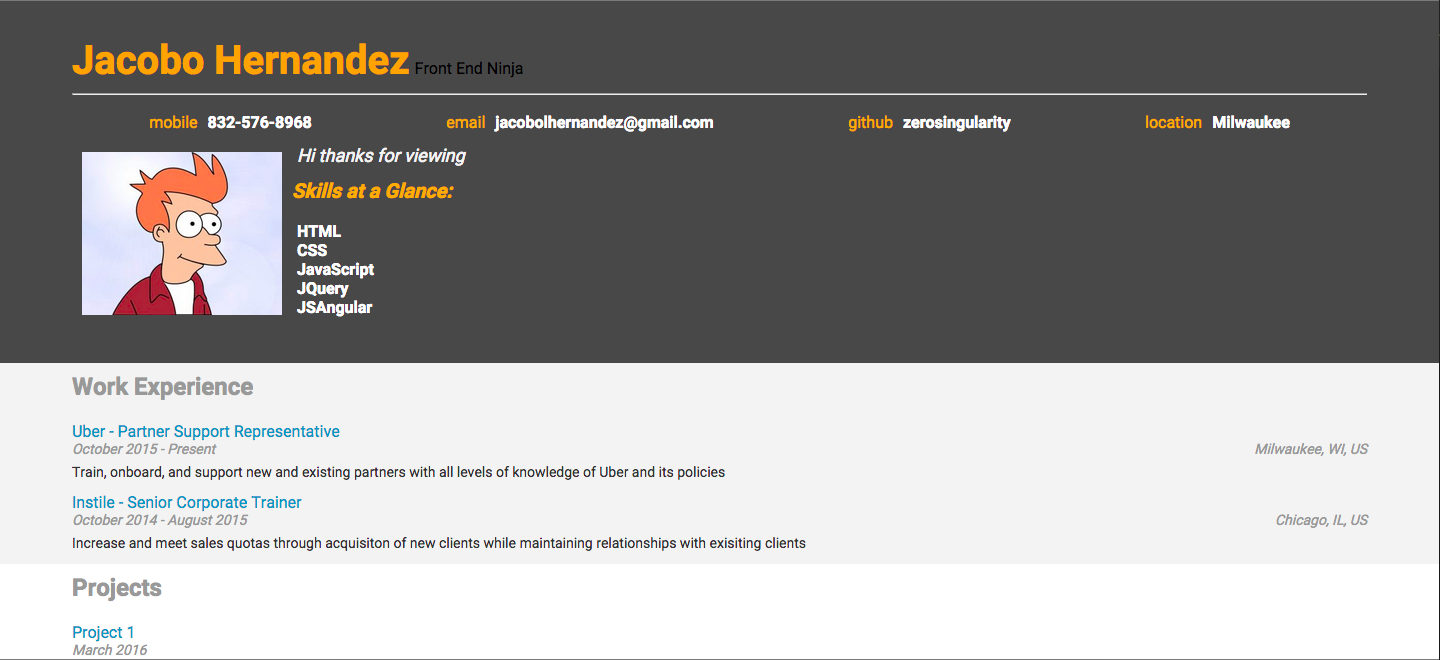 Jacobo Hernandez Front End Ninja
mobile 832-576-8968 email jacobolhernandez@gmail.com github zerosingularity location Milwaukee
Hi thanks for viewing
Skills at a Glance:
HTML
CSS
JavaScript
JQuery
JSAngular
Work Experience
Uber - Partner Support Representative
October 2015 - Present Milwaukee, WI, US
Train, onboard, and support new and existing partners with all levels of knowledge of Uber and its policies
Instile - Senior Corporate Trainer
October 2014 - August 2015 Chicago, IL, US
Increase and meet sales quotas through acquisiton of new clients while maintaining relationships with exisiting clients
Projects
Project 1
March 2016